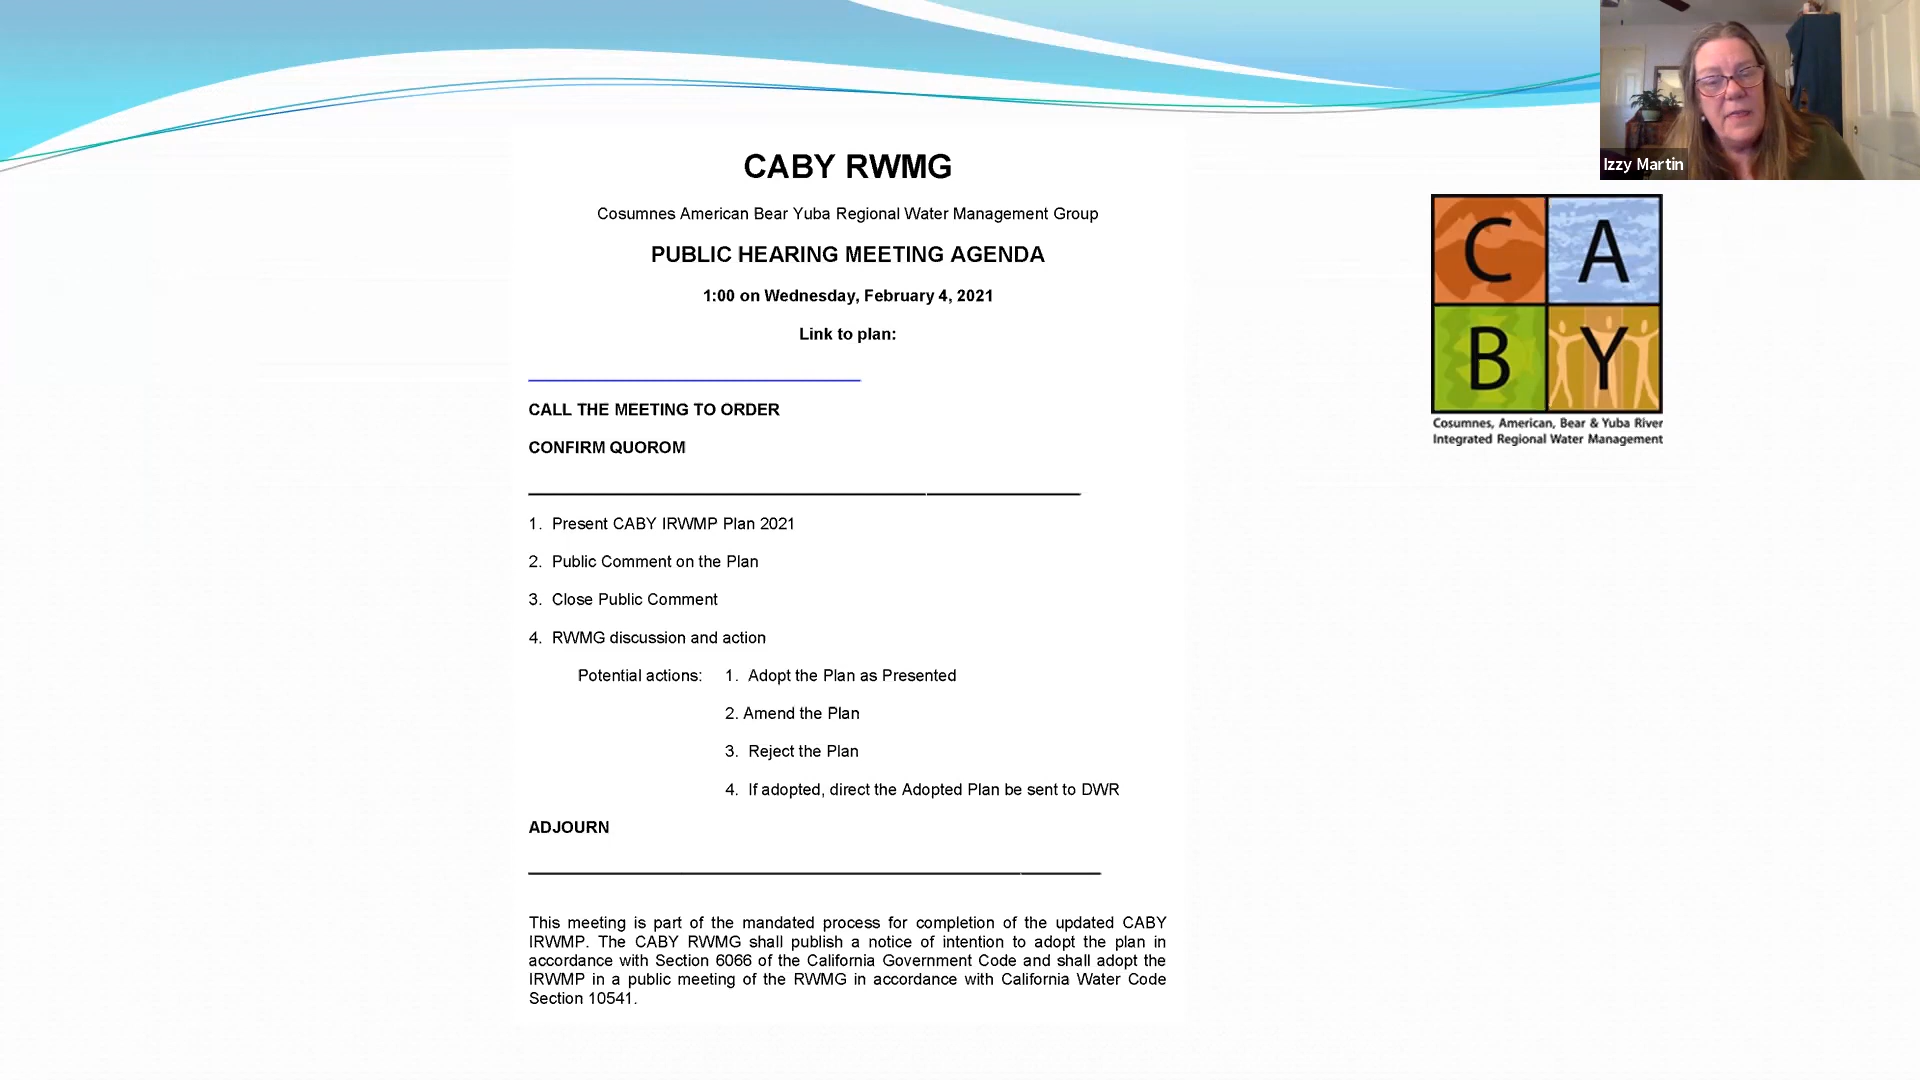 Izzy Martin
CABY RWMG
Cosumnes American Bear Yuba Regional Water Management Group
PUBLIC HEARING MEETING AGENDA
1:00 on Wednesday, February 4, 2021
Link to plan:
CALL THE MEETING TO ORDER
CONFIRM QUOROM
1. Present CABY IRWMP Plan 2021
2. Public Comment on the Plan
3. Close Public Comment
4. RWMG discussion and action
Potential actions: 1. Adopt the Plan as Presented
2. Amend the Plan
3. Reject the Plan
4. If adopted, direct the Adopted Plan be sent to DWR
ADJOURN
This meeting is part of the mandated process for completion of the updated CABY
IRWMP. The CABY RWMG shall publish a notice of intention to adopt the plan in
accordance with Section 6066 of the California Government Code and shall adopt the
IRWMP in a public meeting of the RWMG in accordance with California Water Code
Section 10541.
C A
B Y
Cosumnes, American, Bear & Yuba River
Integrated Regional Water Management